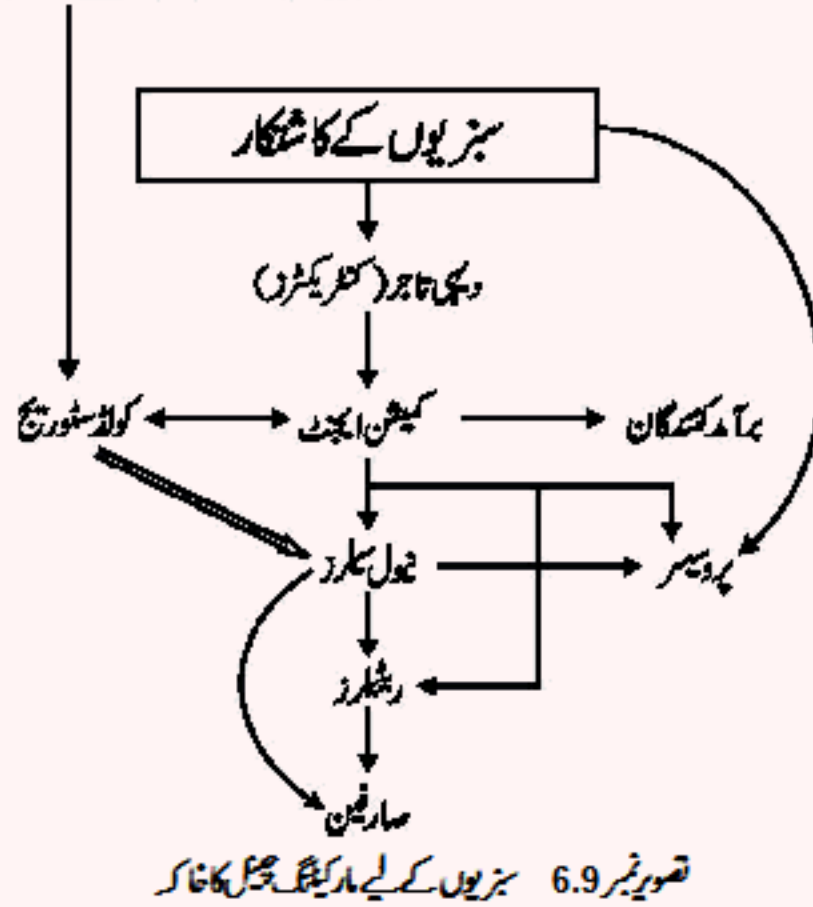 سبزیوں کے کاشتکار
دیہی تاجر (کنٹریکٹرز)
برآمد کنندگان
کمیشن ایجنٹ
کولڈ سٹوریج
پروسیسر
ہول سیلرز
ریٹیلرز
صارفین
تصویر نمبر 6.9 سبزیوں کے لیے مارکیٹنگ چینل کا خاکہ